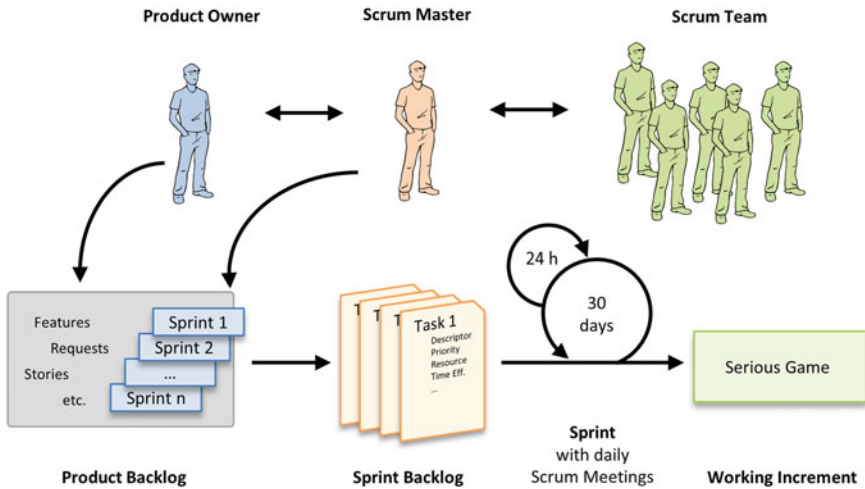 Product Owner
Scrum Master
Scrum Team
24 h
30
days
Features
Requests
Stories
etc.
Sprint 1
Sprint 2
...
Sprint n
T
T
T
Task 1
Descriptor
Priority
Resource
Time Eff.
...
Serious Game
Product Backlog
Sprint Backlog
Sprint
with daily
Scrum Meetings
Working Increment